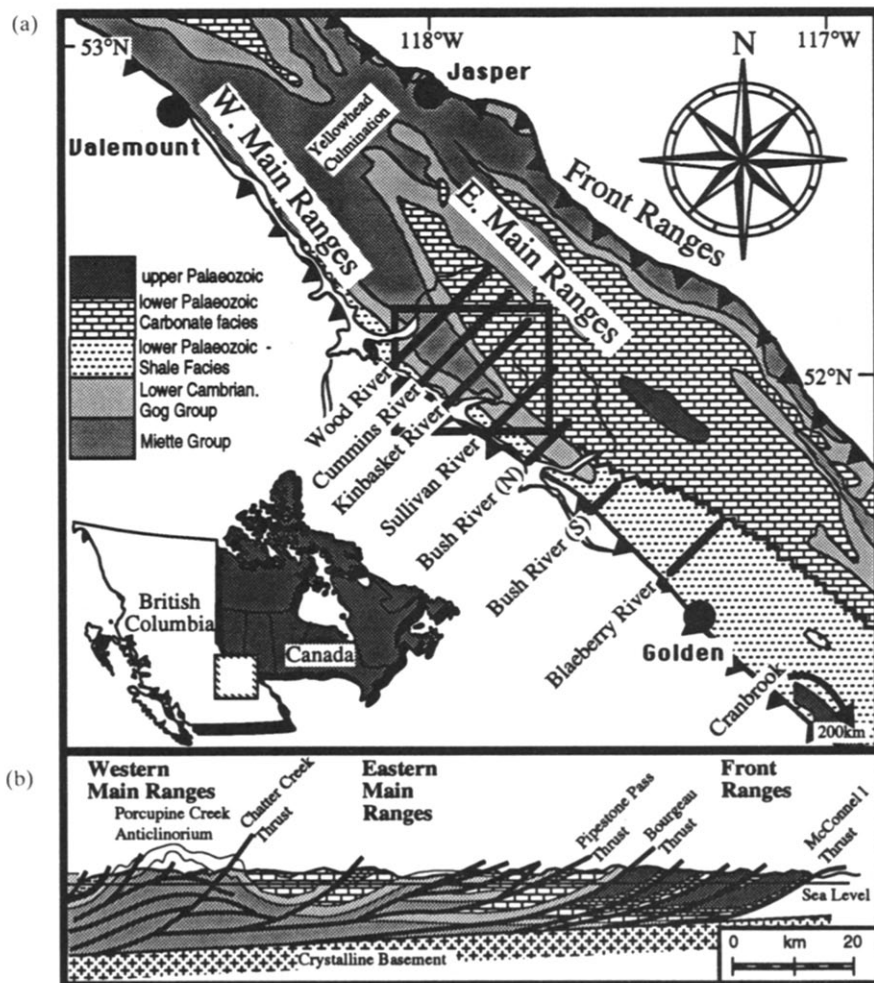 (a)
53°N
118°W
117°W
N
Jasper
Valemount
W. Main Ranges
Yellowhead
Culmination
E. Main Ranges
Front Ranges
52°N
upper Palaeozoic
lower Palaeozoic
Carbonate facies
lower Palaeozoic -
Shale Facies
Lower Cambrian.
Gog Group
Miette Group
Wood River
Cummins River
Kinbasket River
Sullivan River
Bush River (N)
Bush River (S)
Blaeberry River
Golden
Cranbrook
200km
British
Columbia
Canada
(b)
Western
Main Ranges
Porcupine Creek
Anticlinorium
Chatter Creek
Thrust
Eastern
Main
Ranges
Pipestone Pass
Thrust
Bourgeau
Thrust
Front
Ranges
McConnel l
Thrust
Sea Level
Crystalline Basement
0 km 20